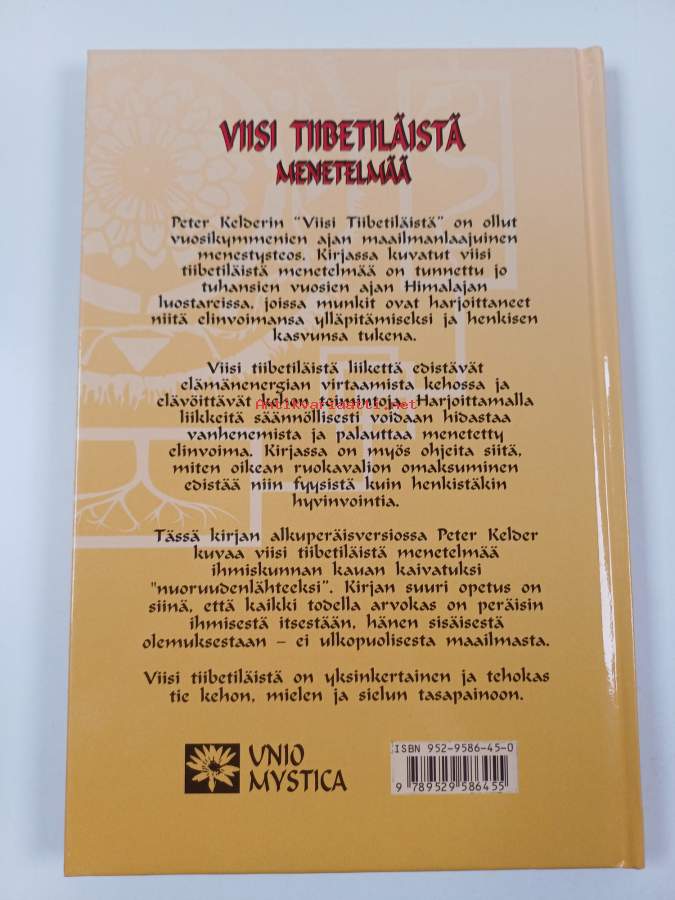 VIISI TIIBETILÄISTÄ
MENETELMÄÄ
Peter Kelderin "Viisi Tiibetiläistä" on ollut
vuosikymmenien ajan maailmanlaajuinen
menestysteos. Kirjassa kuvatut viisi
tiibetiläistä menetelmää on tunnettu jo
tuhansien vuosien ajan Himalajan
luostareissa, joissa munkit ovat harjoittaneet
niitä elinvoimansa ylläpitämiseksi ja henkisen
kasvunsa tukena.
Viisi tiibetiläistä liikettä edistävät
elämänenergian virtaamista kehossa ja
elävöittävät kehon toimintoja. Harjoittamalla
Antikvariaatti.net
liikkeitä säännöllisesti voidaan hidastaa
vanhenemista ja palauttaa menetetty
elinvoima. Kirjassa on myös ohjeita siitä,
miten oikean ruokavalion omaksuminen
edistää niin fyysistä kuin henkistäkin
hyvinvointia.
Tässä kirjan alkuperäisversiossa Peter Kelder
kuvaa viisi tiibetiläistä menetelmää
ihmiskunnan kauan kaivatuksi
"nuoruudenlähteeksi". Kirjan suuri opetus on
siinä, että kaikki todella arvokas on peräisin
ihmisestä itsestään, hänen sisäisestä
olemuksestaan – ei ulkopuolisesta maailmasta.
Viisi tiibetiläistä on yksinkertainen ja tehokas
tie kehon, mielen ja sielun tasapainoon.
UNIO
MYSTICA
ISBN 952-9586-45-0
9 789529 586455